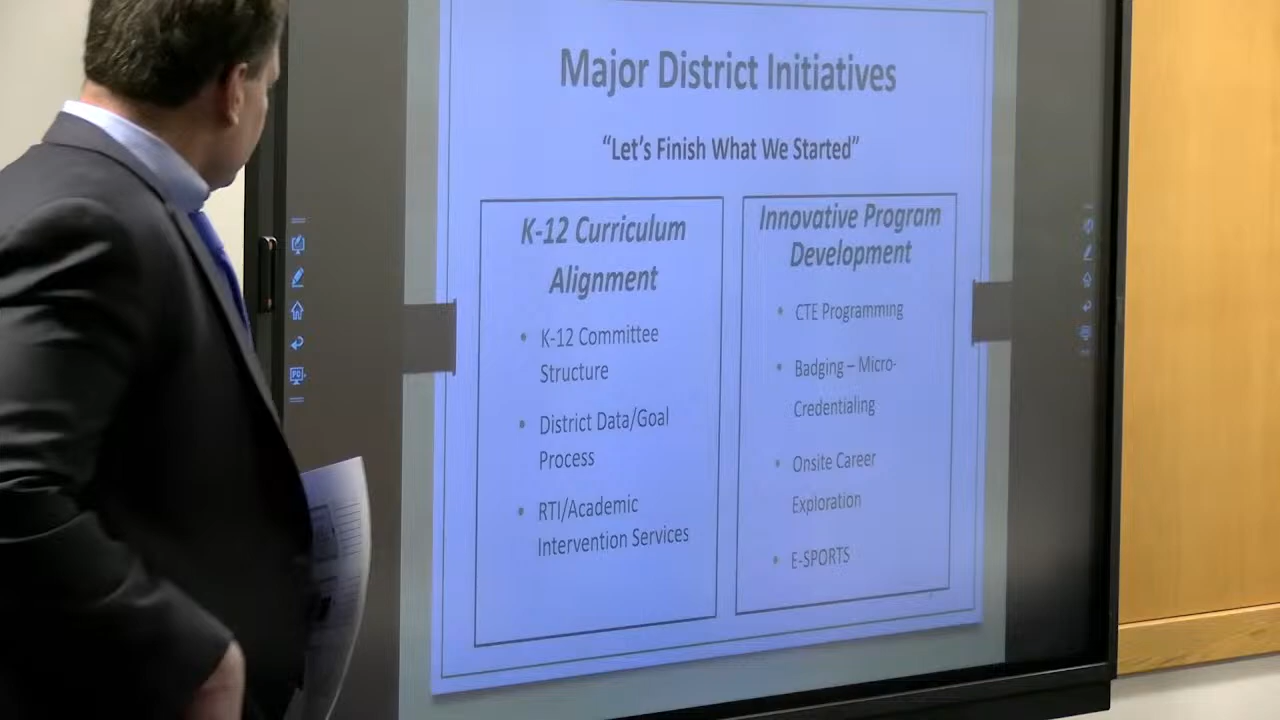 Major District Initiatives
“Let’s Finish What We Started”
K-12 Curriculum
Alignment
• K-12 Committee
Structure
• District Data/Goal
Process
• RTI/Academic
Intervention Services
Innovative Program
Development
• CTE Programming
• Badging – Micro-
Credentialing
• Onsite Career
Exploration
• E-SPORTS